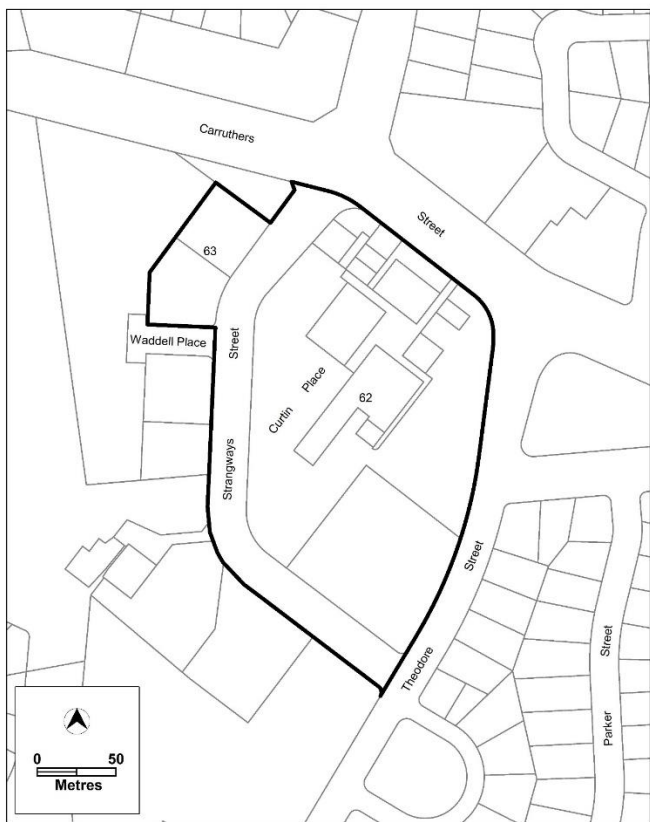 Carruthers
Street
63
Waddell Place
Street
Curtin Place
62
Strangways
Street
Theodore
Street
Parker
0 50
Metres